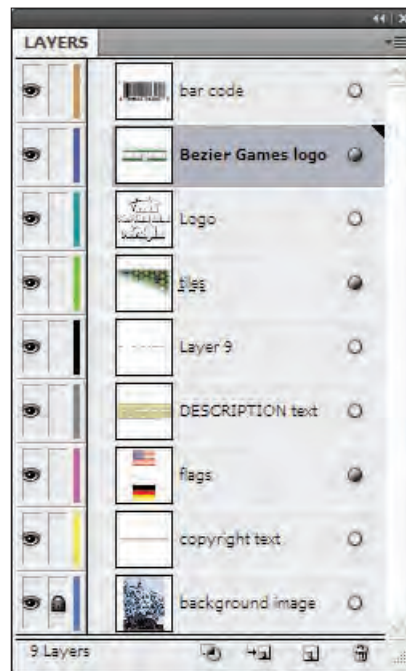 LAYERS
bar code
Bezier Games logo
Logo
tiles
Layer 9
DESCRIPTION text
flags
copyright text
background image
9 Layers